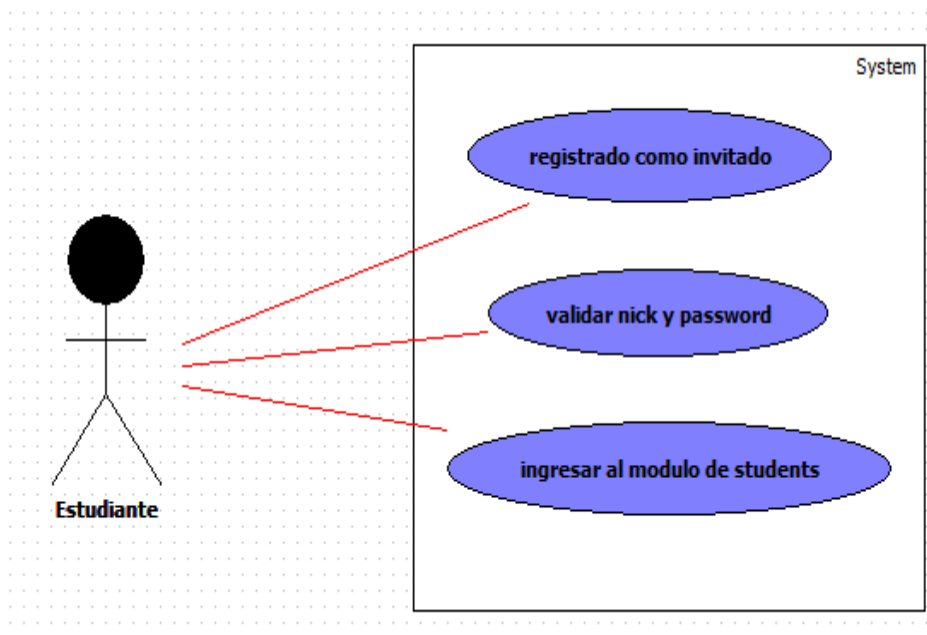 System
registrado como invitado
validar nick y password
ingresar al modulo de students
Estudiante